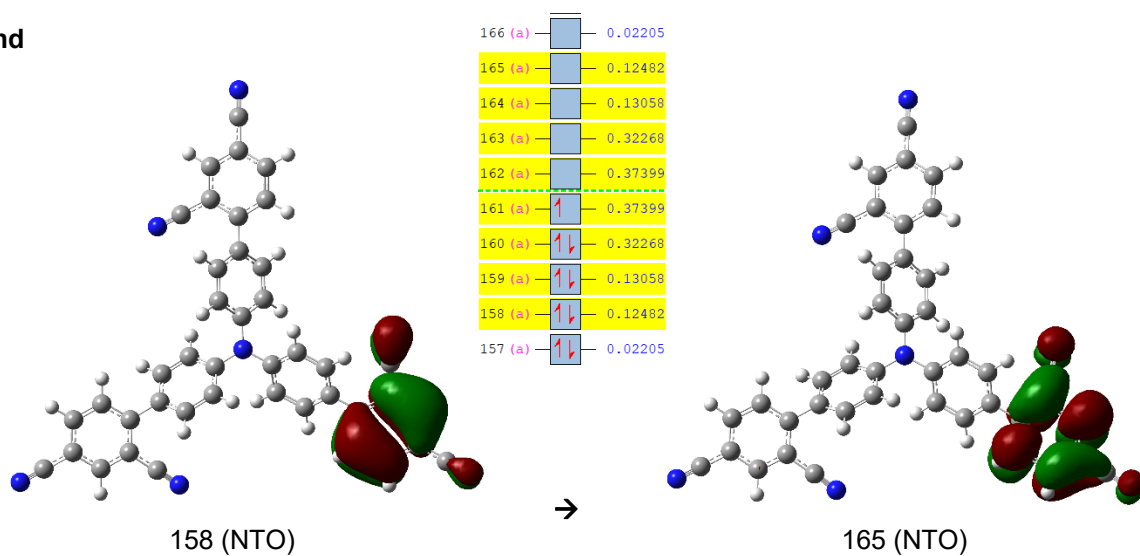 nd
166 (a) 0.02205
165 (a) 0.12482
164 (a) 0.13058
163 (a) 0.32268
162 (a) 0.37399
161 (a) 0.37399
160 (a) 0.32268
159 (a) 0.13058
158 (a) 0.12482
157 (a) 0.02205
158 (NTO) → 165 (NTO)